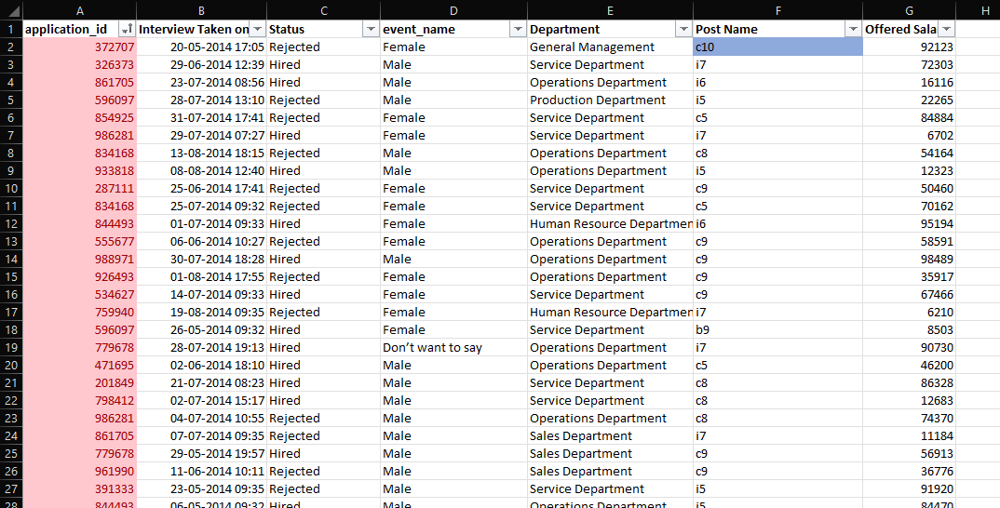 A B C D E F G H
1 application_id Interview Taken on Status event_name Department Post Name Offered Sala
2 372707 20-05-2014 17:05 Rejected Female General Management c10 92123
3 326373 29-06-2014 12:39 Hired Male Service Department i7 72303
4 861705 23-07-2014 08:56 Hired Male Operations Department i6 16116
5 596097 28-07-2014 13:10 Rejected Male Production Department i5 22265
6 854925 31-07-2014 17:41 Rejected Female Service Department c5 84884
7 986281 29-07-2014 07:27 Hired Female Service Department i7 6702
8 834168 13-08-2014 18:15 Rejected Male Operations Department c8 54164
9 933818 08-08-2014 12:40 Hired Male Operations Department i5 12323
10 287111 25-06-2014 17:41 Rejected Female Service Department c9 50460
11 834168 25-07-2014 09:32 Rejected Female Service Department c5 70162
12 844493 01-07-2014 09:33 Hired Female Human Resource Departmen i6 95194
13 555677 06-06-2014 10:27 Rejected Female Operations Department c9 58591
14 988971 30-07-2014 18:28 Hired Male Operations Department c9 98489
15 926493 01-08-2014 17:55 Rejected Female Operations Department c9 35917
16 534627 14-07-2014 09:33 Hired Female Service Department c9 67466
17 759940 19-08-2014 09:35 Rejected Female Human Resource Departmen i7 6210
18 596097 26-05-2014 09:32 Hired Female Service Department b9 8503
19 779678 28-07-2014 19:13 Hired Don’t want to say Operations Department i7 90730
20 471695 02-06-2014 18:10 Hired Male Operations Department c5 46200
21 201849 21-07-2014 08:23 Hired Male Service Department c8 86328
22 798412 02-07-2014 15:17 Hired Male Service Department c8 12683
23 986281 04-07-2014 10:55 Rejected Male Operations Department c8 74370
24 861705 07-07-2014 09:35 Rejected Male Sales Department i7 11184
25 779678 29-05-2014 19:57 Hired Male Sales Department c9 56913
26 961990 11-06-2014 10:11 Rejected Male Sales Department c9 36776
27 391333 23-05-2014 09:35 Rejected Male Service Department i5 91920
28 844493 06-05-2014 09:32 Hired Male Operations Department i5 84470